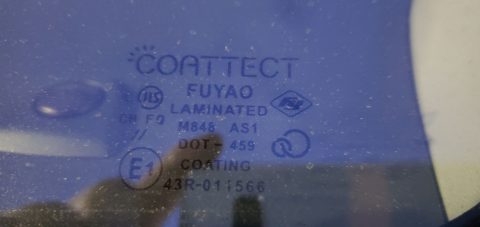 COATTECT
FUYAO
LAMINATED
M848 AS1
DOT-459
E1 COATING
43R-011566